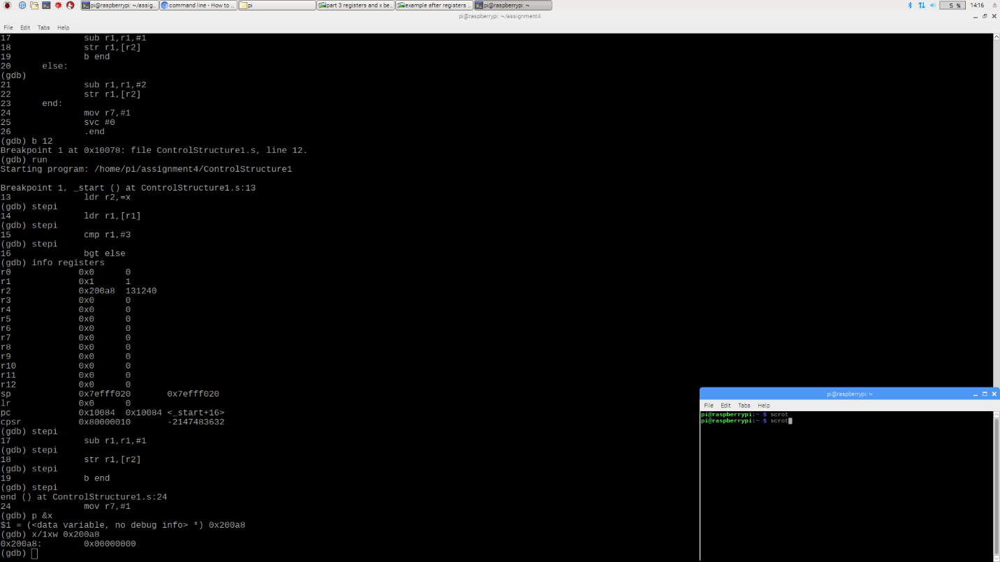 pi@raspberrypi: ~/assig... command line - How to ... pi part 3 registers and x be... example after registers ... pi@raspberrypi: ~ 5 % 14:16
pi@raspberrypi: ~/assignment4
File Edit Tabs Help
17 sub r1,r1,#1
18 str r1,[r2]
19 b end
20 else:
(gdb)
21 sub r1,r1,#2
22 str r1,[r2]
23 end:
24 mov r7,#1
25 svc #0
26 .end
(gdb) b 12
Breakpoint 1 at 0x10078: file ControlStructure1.s, line 12.
(gdb) run
Starting program: /home/pi/assignment4/ControlStructure1
Breakpoint 1, _start () at ControlStructure1.s:13
13 ldr r2,=x
(gdb) stepi
14 ldr r1,[r1]
(gdb) stepi
15 cmp r1,#3
(gdb) stepi
16 bgt else
(gdb) info registers
r0 0x0 0
r1 0x1 1
r2 0x200a8 131240
r3 0x0 0
r4 0x0 0
r5 0x0 0
r6 0x0 0
r7 0x0 0
r8 0x0 0
r9 0x0 0
r10 0x0 0
r11 0x0 0
r12 0x0 0
sp 0x7efff020 0x7efff020
lr 0x0 0
pc 0x10084 0x10084 <_start+16>
cpsr 0x80000010 -2147483632
(gdb) stepi
17 sub r1,r1,#1
(gdb) stepi
18 str r1,[r2]
(gdb) stepi
19 b end
(gdb) stepi
end () at ControlStructure1.s:24
24 mov r7,#1
(gdb) p &x
$1 = (<data variable, no debug info> *) 0x200a8
(gdb) x/1xw 0x200a8
0x200a8: 0x00000000
(gdb)
pi@raspberrypi: ~
File Edit Tabs Help
pi@raspberrypi:~ $ scrot
pi@raspberrypi:~ $ scrot